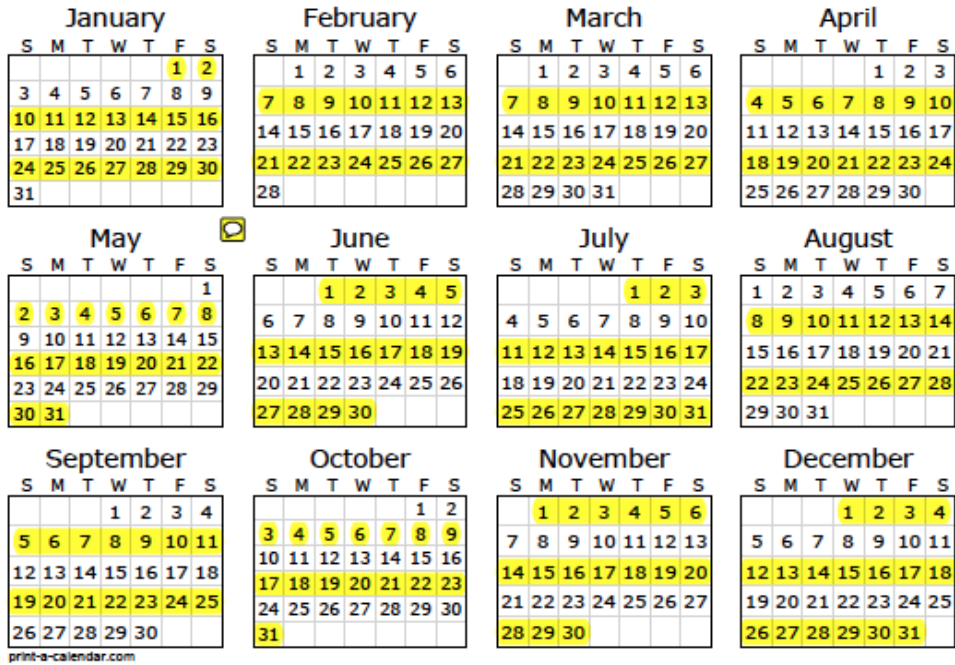 January February March April
S M T W T F S S M T W T F S S M T W T F S S M T W T F S
1 2 1 2 3 4 5 6 1 2 3 4 5 6 1 2 3
3 4 5 6 7 8 9 7 8 9 10 11 12 13 7 8 9 10 11 12 13 4 5 6 7 8 9 10
10 11 12 13 14 15 16 14 15 16 17 18 19 20 14 15 16 17 18 19 20 11 12 13 14 15 16 17
17 18 19 20 21 22 23 21 22 23 24 25 26 27 21 22 23 24 25 26 27 18 19 20 21 22 23 24
24 25 26 27 28 29 30 28 28 29 30 31 25 26 27 28 29 30
31
May June July August
S M T W T F S S M T W T F S S M T W T F S S M T W T F S
1 1 2 3 4 5 1 2 3 1 2 3 4 5 6 7
2 3 4 5 6 7 8 6 7 8 9 10 11 12 4 5 6 7 8 9 10 8 9 10 11 12 13 14
9 10 11 12 13 14 15 13 14 15 16 17 18 19 11 12 13 14 15 16 17 15 16 17 18 19 20 21
16 17 18 19 20 21 22 20 21 22 23 24 25 26 18 19 20 21 22 23 24 22 23 24 25 26 27 28
23 24 25 26 27 28 29 27 28 29 30 25 26 27 28 29 30 31 29 30 31
30 31
September October November December
S M T W T F S S M T W T F S S M T W T F S S M T W T F S
1 2 3 4 1 2 1 2 3 4 5 6 1 2 3 4
5 6 7 8 9 10 11 3 4 5 6 7 8 9 7 8 9 10 11 12 13 5 6 7 8 9 10 11
12 13 14 15 16 17 18 10 11 12 13 14 15 16 14 15 16 17 18 19 20 12 13 14 15 16 17 18
19 20 21 22 23 24 25 17 18 19 20 21 22 23 21 22 23 24 25 26 27 19 20 21 22 23 24 25
26 27 28 29 30 24 25 26 27 28 29 30 28 29 30 26 27 28 29 30 31
31
print-a-calendar.com